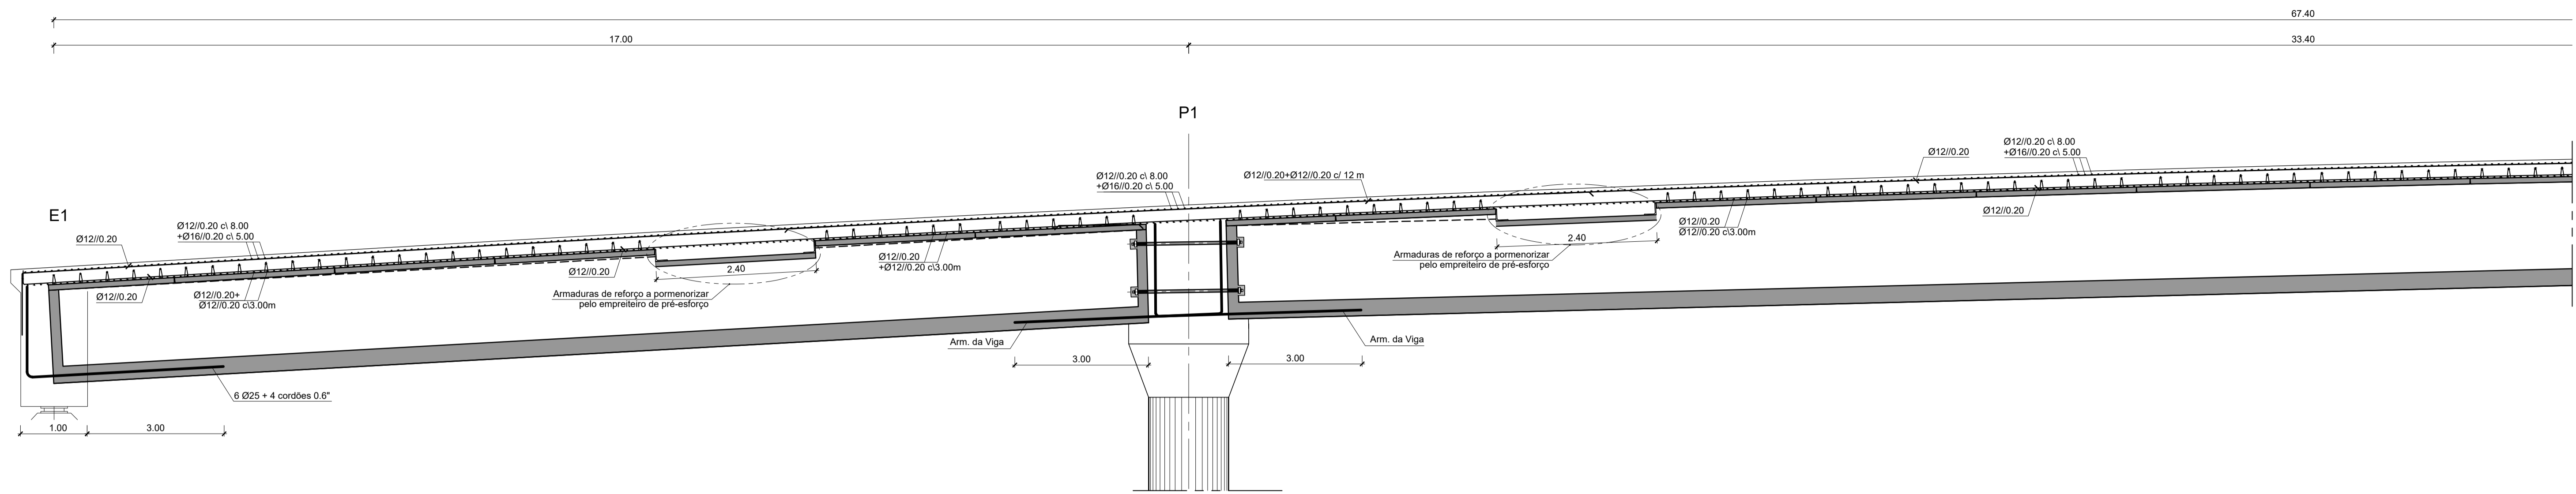 67.40
17.00
33.40
P1
E1
Ø12//0.20
Ø12//0.20 c\ 8.00
+Ø16//0.20 c\ 5.00
Ø12//0.20
Ø12//0.20+
Ø12//0.20 c\3.00m
Ø12//0.20
2.40
Armaduras de reforço a pormenorizar
pelo empreiteiro de pré-esforço
Ø12//0.20
+Ø12//0.20 c\3.00m
Ø12//0.20 c\ 8.00
+Ø16//0.20 c\ 5.00
Ø12//0.20+Ø12//0.20 c/ 12 m
2.40
Armaduras de reforço a pormenorizar
pelo empreiteiro de pré-esforço
Ø12//0.20
Ø12//0.20 c\3.00m
Ø12//0.20
Ø12//0.20 c\ 8.00
+Ø16//0.20 c\ 5.00
Ø12//0.20
Arm. da Viga
3.00
3.00
Arm. da Viga
6 Ø25 + 4 cordões 0.6"
1.00
3.00